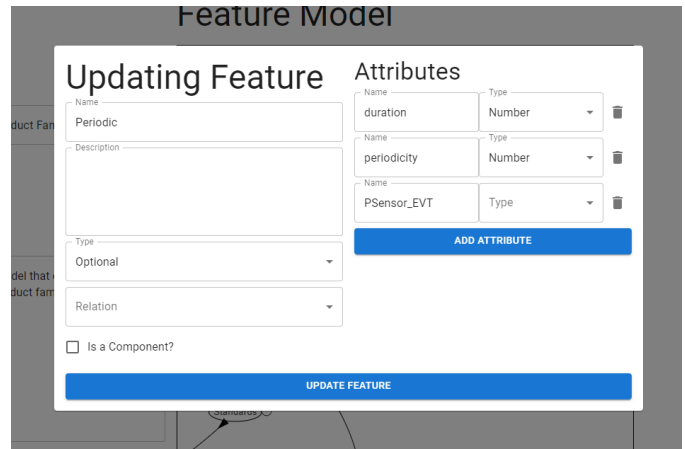 Feature Model
Updating Feature
Name
Periodic
Description
Type
Optional
Relation
Is a Component?
Attributes
Name
Type
duration
Number
Name
Type
periodicity
Number
Name
PSensor_EVT
Type
ADD ATTRIBUTE
UPDATE FEATURE
duct Fan
del that
duct fam
Standards